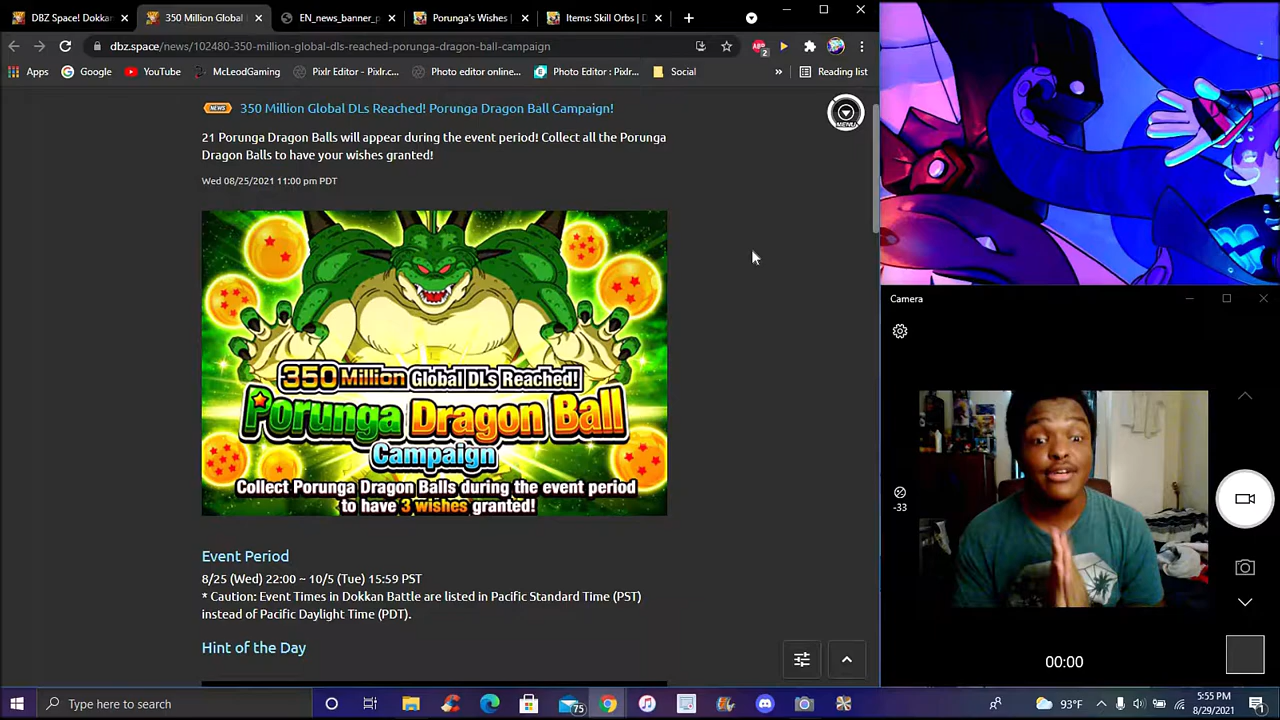 DBZ Space! Dokka
350 Million Global
EN_news_banner_p
Porunga's Wishes
Items: Skill Orbs | D
dbz.space/news/102480-350-million-global-dls-reached-porunga-dragon-ball-campaign
ABP
2
Apps
Google
YouTube
McLeodGaming
Pixlr Editor - Pixlr.c...
Photo editor online...
Photo Editor : Pixlr...
Social
»
Reading list
NEWS
350 Million Global DLs Reached! Porunga Dragon Ball Campaign!
MENU
21 Porunga Dragon Balls will appear during the event period! Collect all the Porunga
Dragon Balls to have your wishes granted!
Wed 08/25/2021 11:00 pm PDT
350 Million Global DLs Reached!
Porunga Dragon Ball
Campaign
Collect Porunga Dragon Balls during the event period
to have 3 wishes granted!
Event Period
8/25 (Wed) 22:00 ~ 10/5 (Tue) 15:59 PST
* Caution: Event Times in Dokkan Battle are listed in Pacific Standard Time (PST)
instead of Pacific Daylight Time (PDT).
Hint of the Day
Camera
-33
00:00
Type here to search
75
93°F
5:55 PM
8/29/2021
1